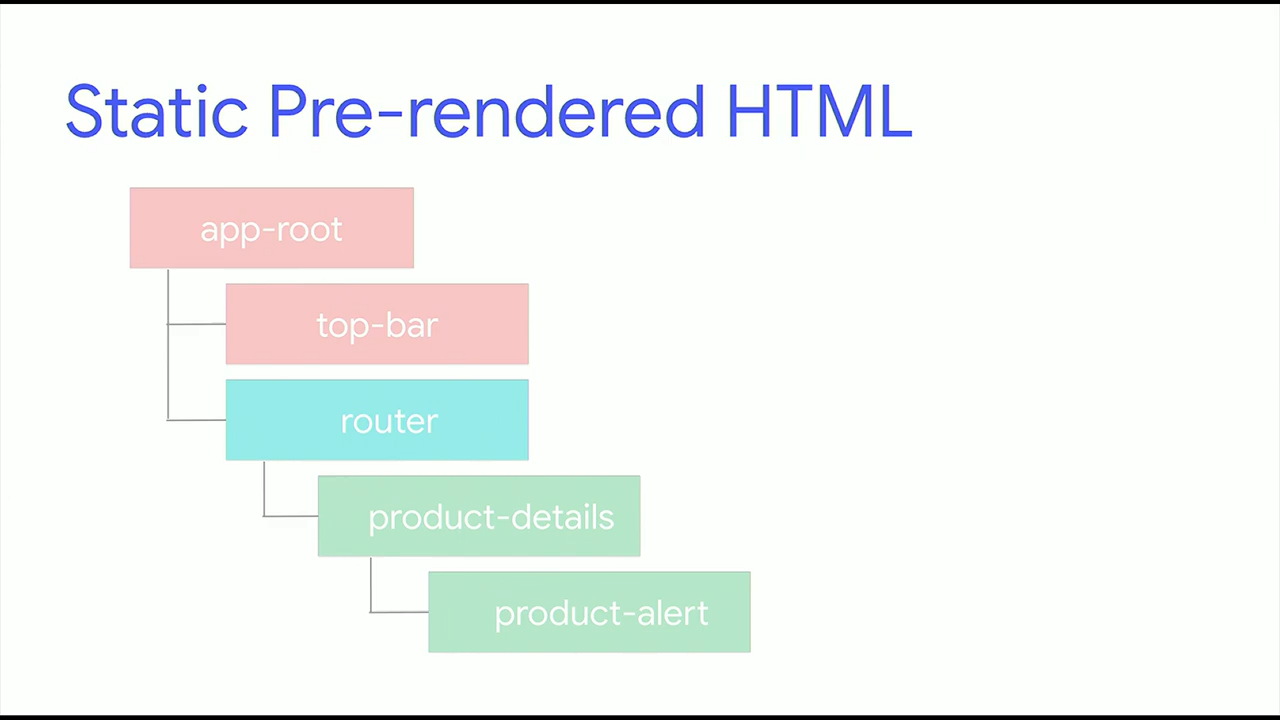 Static Pre-rendered HTML
app-root
top-bar
router
product-details
product-alert